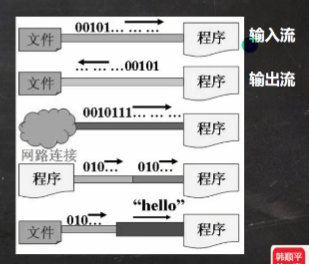 00101... ... ...
文件
程序
输入流
... ... ...00101
文件
程序
输出流
0010111... ... ...
程序
网路连接
010...
010...
程序
程序
“hello”
010...
文件
程序
韩顺平